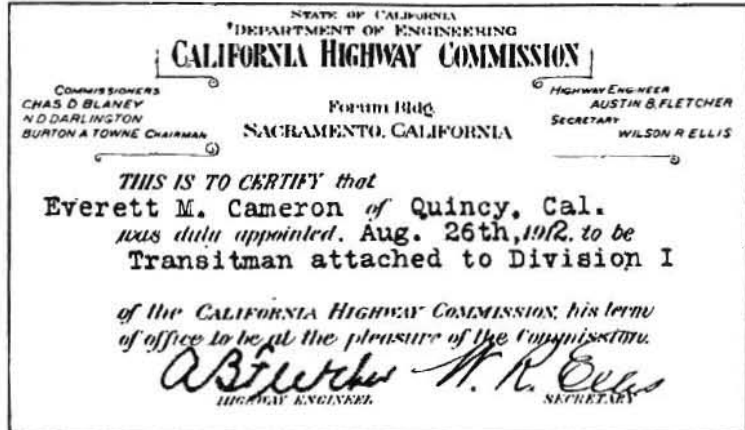 STATE OF CALIFORNIA
DEPARTMENT OF ENGINEERING
CALIFORNIA HIGHWAY COMMISSION
COMMISSIONERS
CHAS D BLANEY
N.D. DARLINGTON
BURTON A TOWNE CHAIRMAN
Forum Bldg.
SACRAMENTO, CALIFORNIA
HIGHWAY ENGINEER
AUSTIN B. FLETCHER
SECRETARY
WILSON R ELLIS
THIS IS TO CERTIFY that
Everett M. Cameron of Quincy, Cal.
was duly appointed, Aug. 26th, 1912. to be
Transitman attached to Division I
of the CALIFORNIA HIGHWAY COMMISSION, his term
of office to be at the pleasure of the Commission.
A B Fletcher W. R. Ellis
HIGHWAY ENGINEER SECRETARY